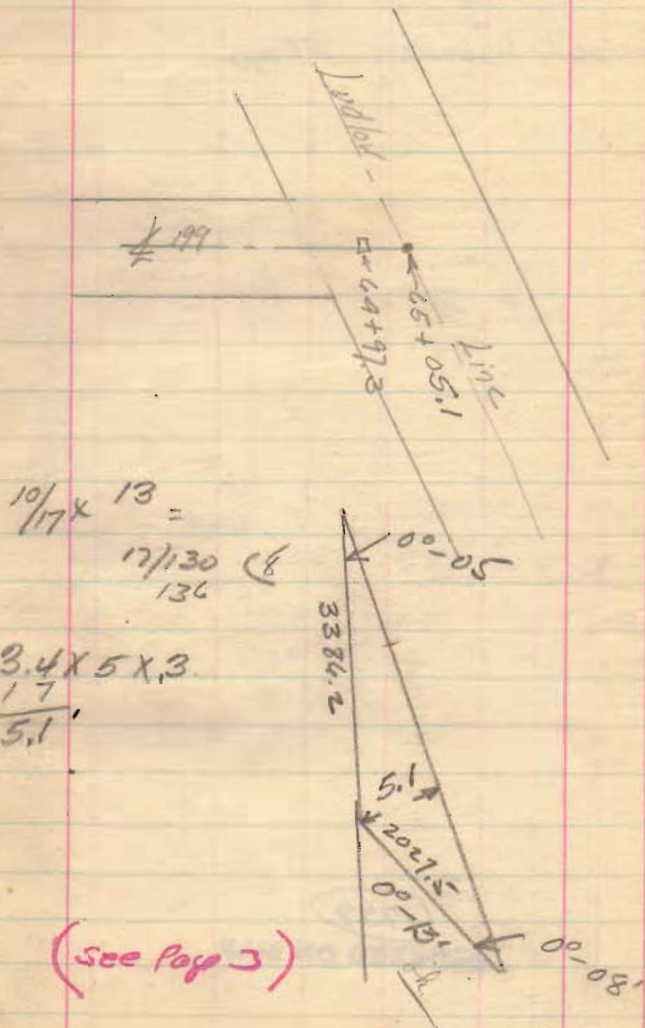 Ludlow -
Line
199
65+05.1
64+97.3
10/17 x 13 =
17/130 (8
136
0°-05
3386.2
3.4 x 5 x .3
17
5.1
5.1
2027.5
0°-13'
0°-08'
(see Page 3)